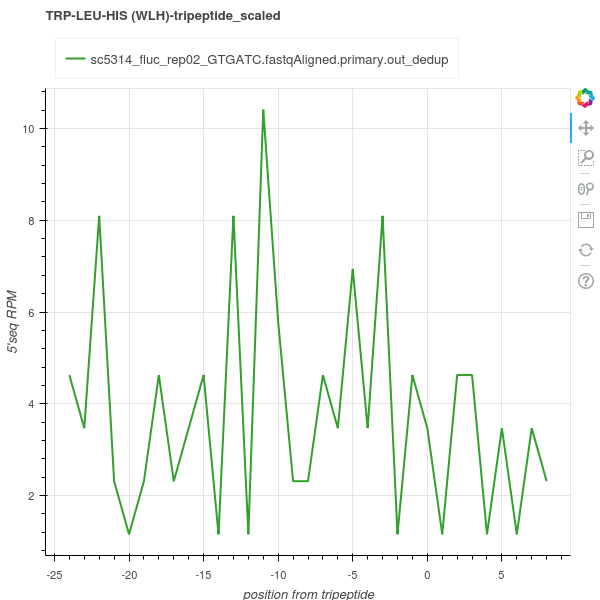 TRP-LEU-HIS (WLH)-tripeptide_scaled
sc5314_fluc_rep02_GTGATC.fastqAligned.primary.out_dedup
10
8
6
4
2
5'seq RPM
-25 -20 -15 -10 -5 0 5
position from tripeptide